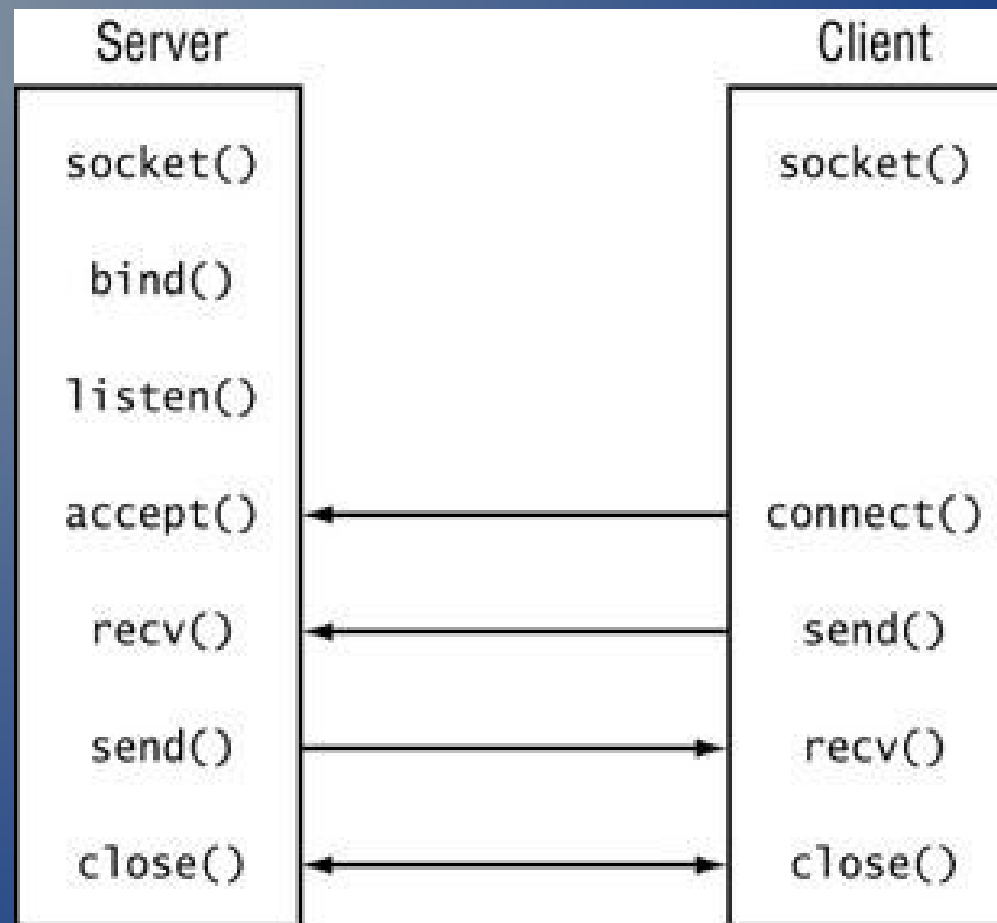 Server
socket()
bind()
listen()
accept()
recv()
send()
close()
Client
socket()
connect()
send()
recv()
close()